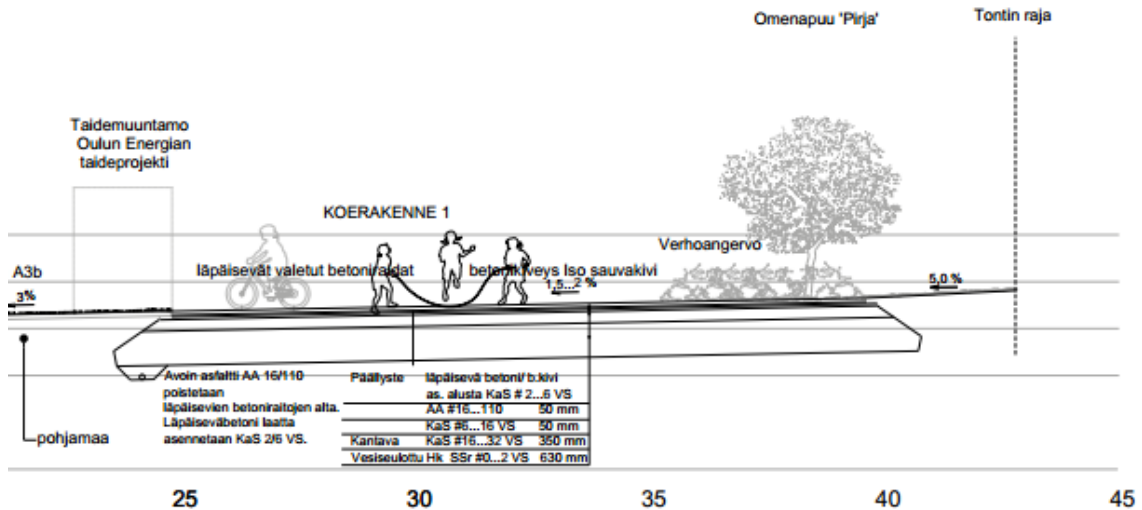 Omenapuu 'Pirja'
Tontin raja
Taidemuuntamo
Oulun Energian
taideprojekti
KOERAKENNE 1
Verhoangervo
A3b
läpäisevät valetut betoniraidat
betonikiveys Iso sauvakivi
1,5...2 %
5,0 %
3%
Avoin asfaltti AA 16/110
poistetaan
läpäisevien betoniraitojen alta.
Läpäiseväbetoni laatta
asennetaan KaS 2/6 VS.
Päällyste läpäisevä betoni/ b.kivi
as. alusta KaS # 2...6 VS
AA #16...110 50 mm
KaS #6...16 VS 50 mm
Kantava KaS #16...32 VS 350 mm
Vesiseulottu Hk SSr #0...2 VS 630 mm
pohjamaa
25 30 35 40 45